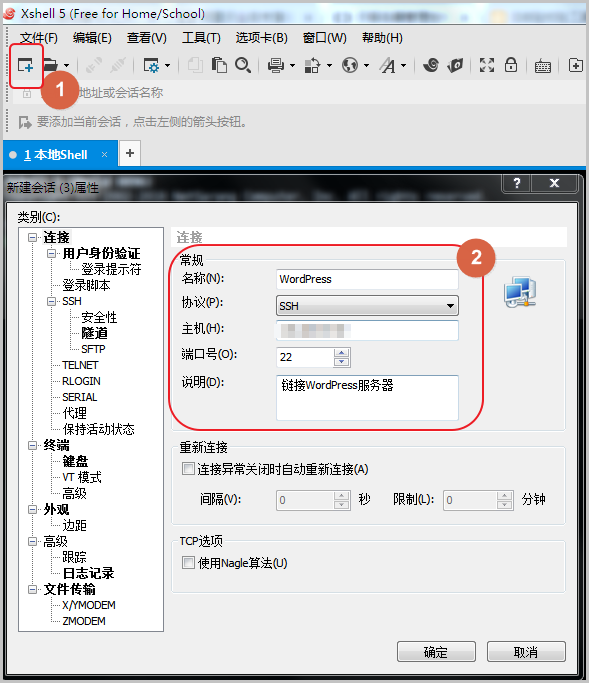 Xshell 5 (Free for Home/School)
文件(F) 编辑(E) 查看(V) 工具(T) 选项卡(B) 窗口(W) 帮助(H)
1
地址或会话名称
要添加当前会话，点击左侧的箭头按钮。
1 本地Shell × +
新建会话 (3)属性 ? X
类别(C):
连接
用户身份验证
登录提示符
登录脚本
SSH
安全性
隧道
SFTP
TELNET
RLOGIN
SERIAL
代理
保持活动状态
终端
键盘
VT 模式
高级
外观
边距
高级
跟踪
日志记录
文件传输
X/YMODEM
ZMODEM
连接
常规
2
名称(N): WordPress
协议(P): SSH
主机(H):
端口号(O): 22
说明(D): 链接WordPress服务器
重新连接
连接异常关闭时自动重新连接(A)
间隔(V): 0 秒 限制(L): 0 分钟
TCP选项
使用Nagle算法(U)
确定 取消